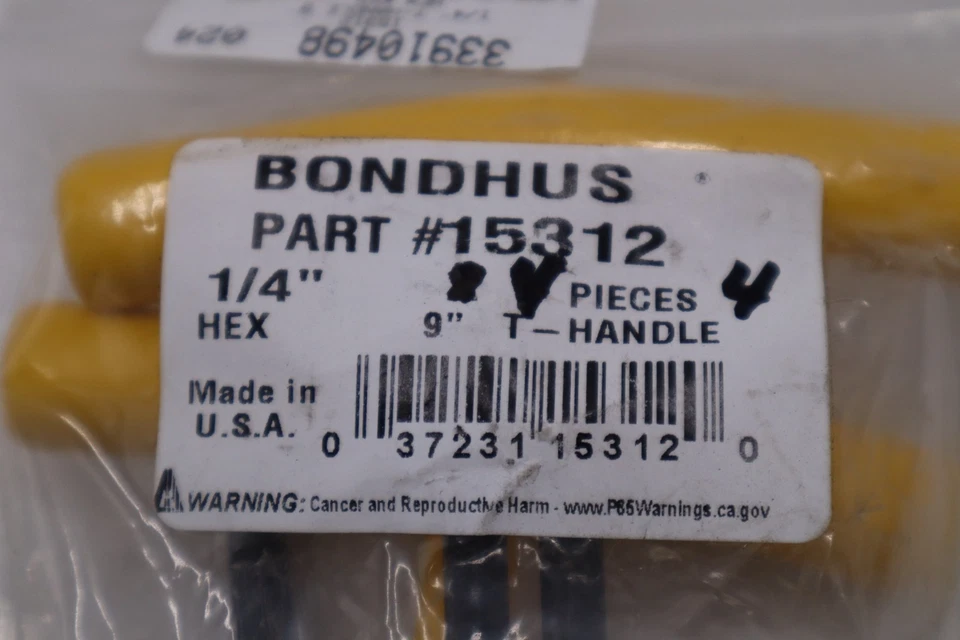 33910498 024
BONDHUS
PART #15312
1/4" PIECES 4
HEX 9" T-HANDLE
Made in
U.S.A.
0 37231 15312 0
WARNING: Cancer and Reproductive Harm - www.P65Warnings.ca.gov